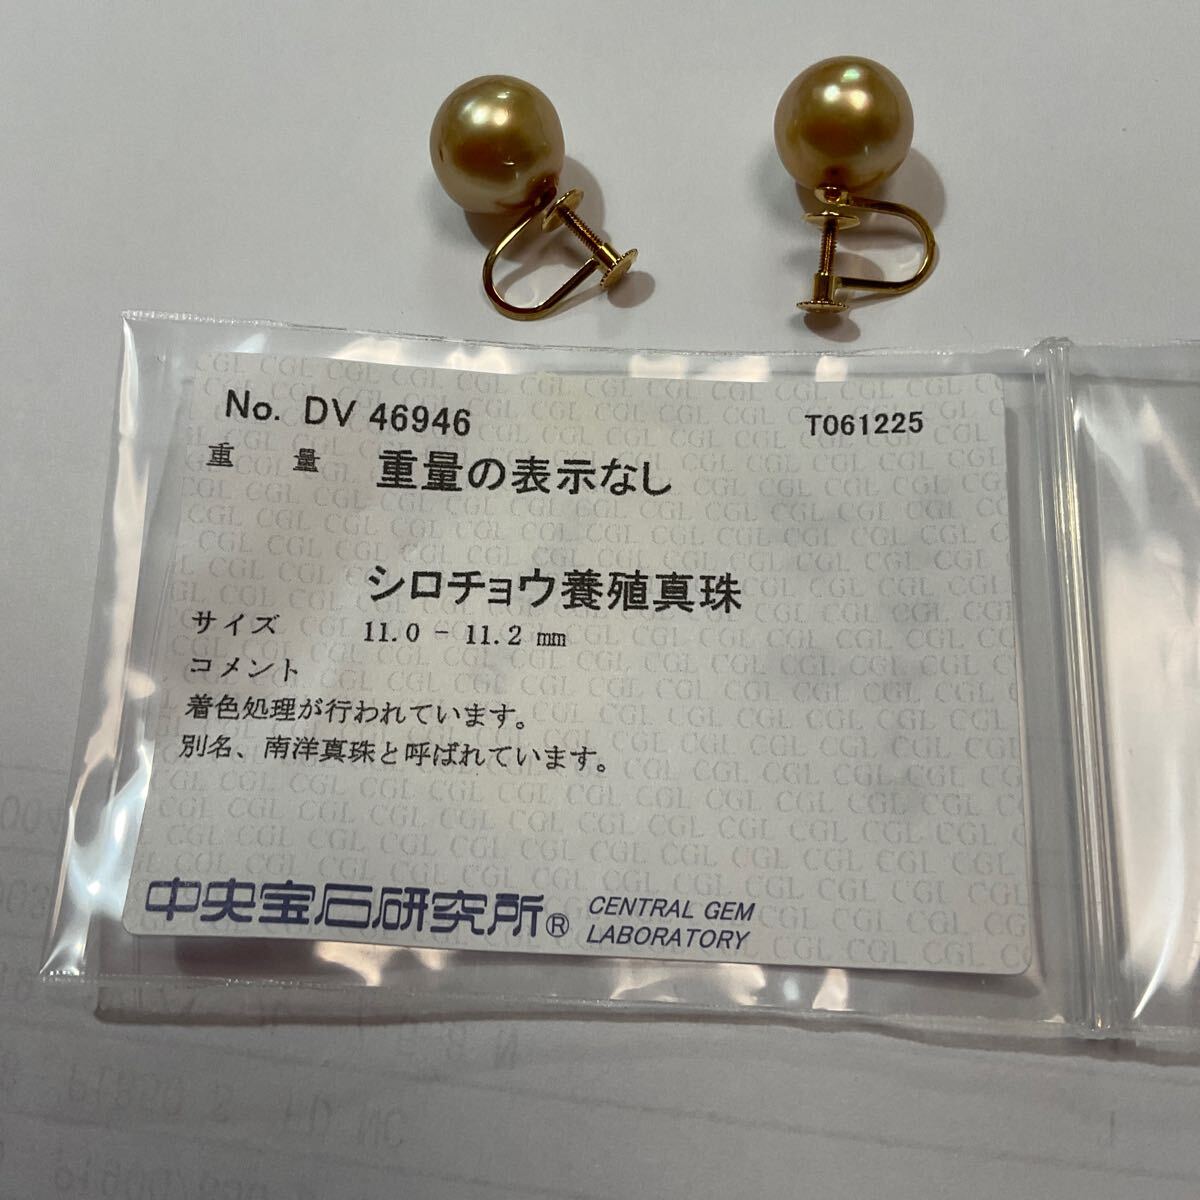 No. DV 46946
T061225
重量 重量の表示なし
シロチョウ養殖真珠
サイズ 11.0 - 11.2 mm
コメント
着色処理が行われています。
別名、南洋真珠と呼ばれています。
中央宝石研究所® CENTRAL GEM
LABORATORY